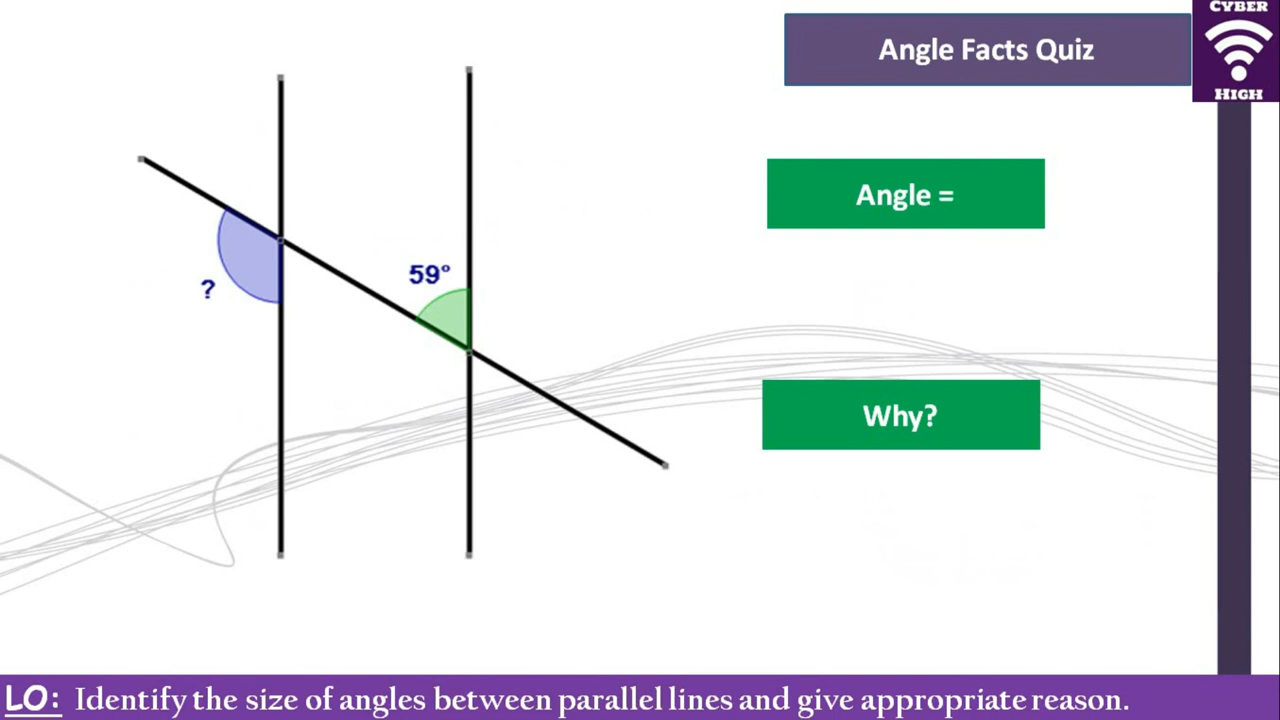 CYBER
HIGH
Angle Facts Quiz
Angle =
59°
?
Why?
LO: Identify the size of angles between parallel lines and give appropriate reason.